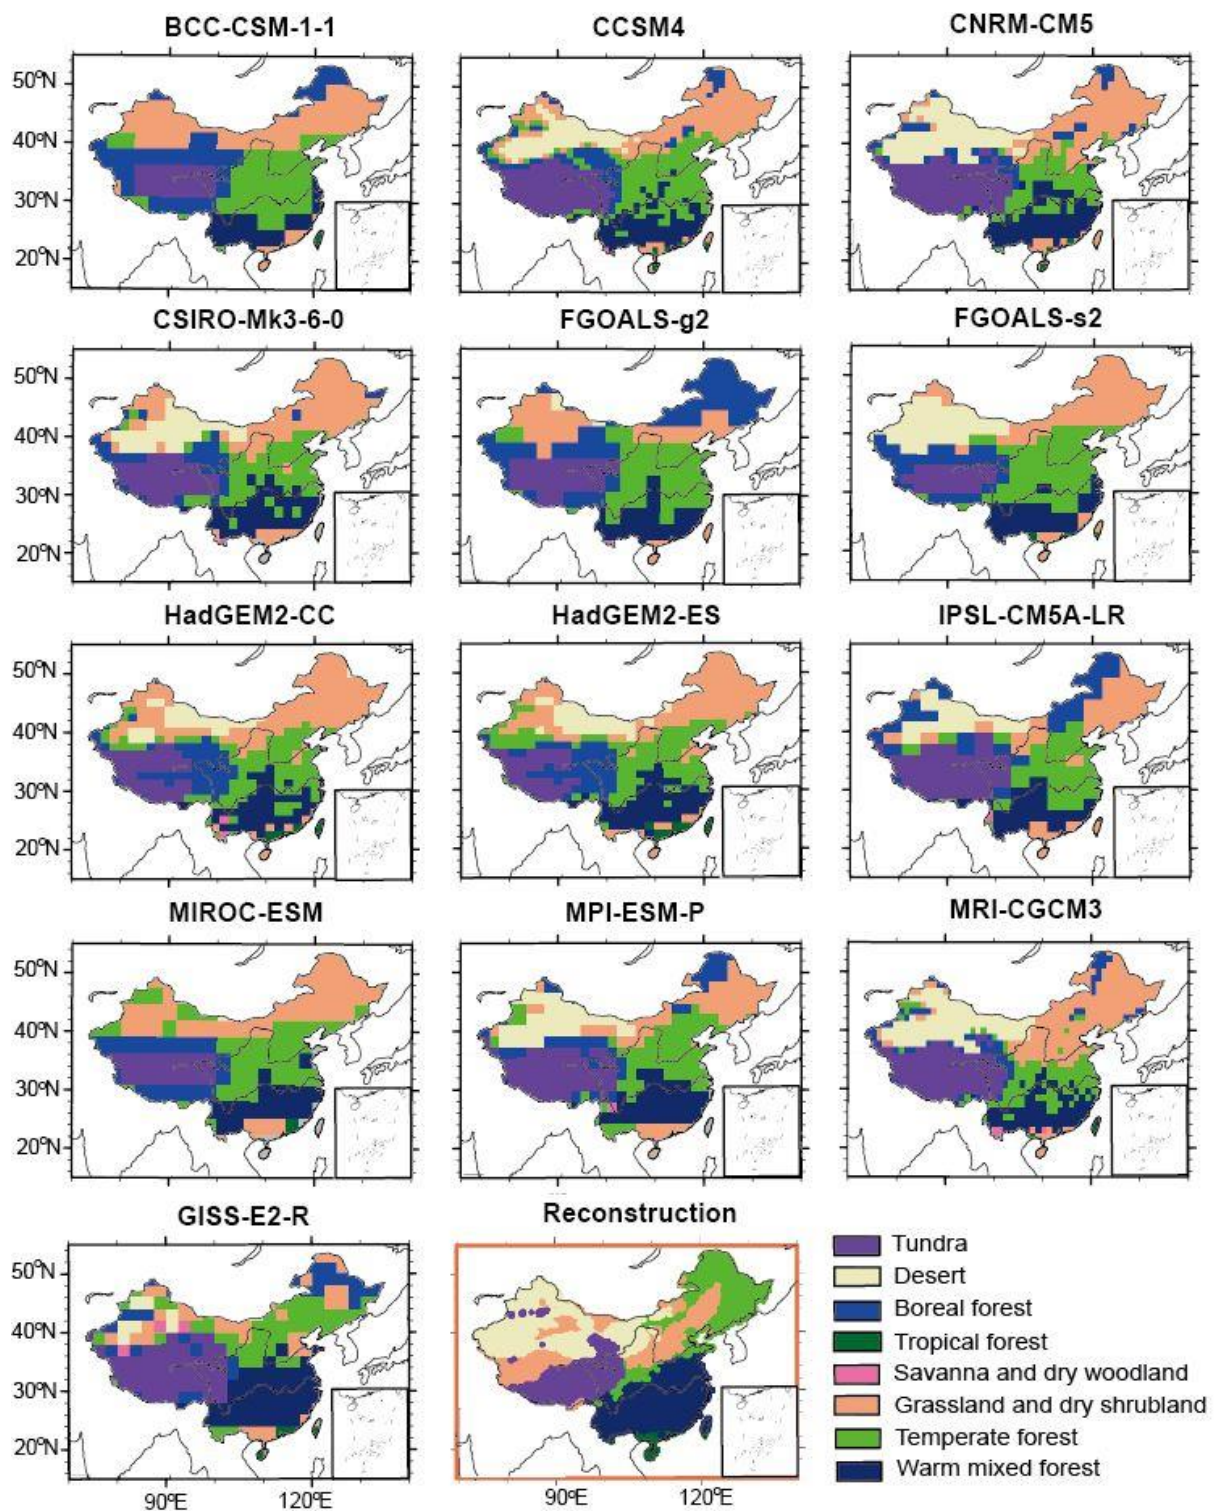 BCC-CSM-1-1 CCSM4 CNRM-CM5
50°N
40°N
30°N
20°N
CSIRO-Mk3-6-0 FGOALS-g2 FGOALS-s2
50°N
40°N
30°N
20°N
HadGEM2-CC HadGEM2-ES IPSL-CM5A-LR
50°N
40°N
30°N
20°N
MIROC-ESM MPI-ESM-P MRI-CGCM3
50°N
40°N
30°N
20°N
GISS-E2-R Reconstruction
50°N
40°N
30°N
20°N
90°E 120°E 90°E 120°E
Tundra
Desert
Boreal forest
Tropical forest
Savanna and dry woodland
Grassland and dry shrubland
Temperate forest
Warm mixed forest